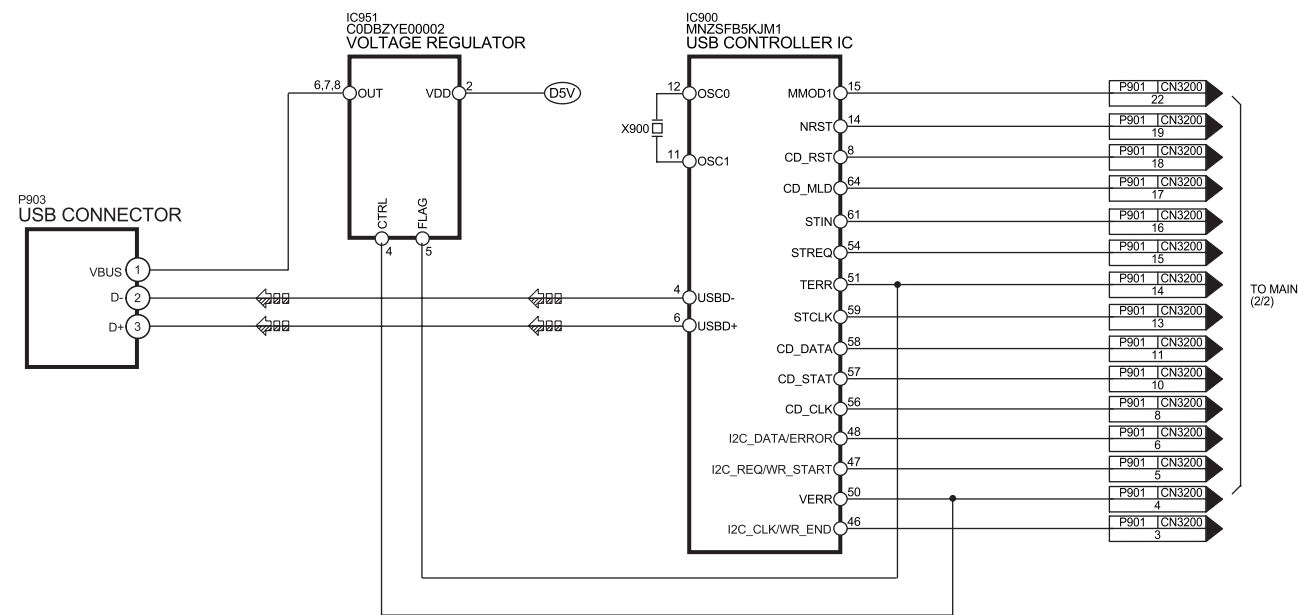 IC951
C0DBZYE00002
VOLTAGE REGULATOR
6,7,8
OUT
VDD
2
D5V
CTRL
FLAG
4
5
P903
USB CONNECTOR
VBUS
1
D-
2
D+
3
IC900
MNZSFB5KJM1
USB CONTROLLER IC
12
OSC0
X900
11
OSC1
4
USBD-
6
USBD+
MMOD1
15
P901
CN3200
22
NRST
14
P901
CN3200
19
CD_RST
8
P901
CN3200
18
CD_MLD
64
P901
CN3200
17
STIN
61
P901
CN3200
16
STREQ
54
P901
CN3200
15
TERR
51
P901
CN3200
14
STCLK
59
P901
CN3200
13
CD_DATA
58
P901
CN3200
11
CD_STAT
57
P901
CN3200
10
CD_CLK
56
P901
CN3200
8
I2C_DATA/ERROR
48
P901
CN3200
6
I2C_REQ/WR_START
47
P901
CN3200
5
VERR
50
P901
CN3200
4
I2C_CLK/WR_END
46
P901
CN3200
3
TO MAIN
(2/2)